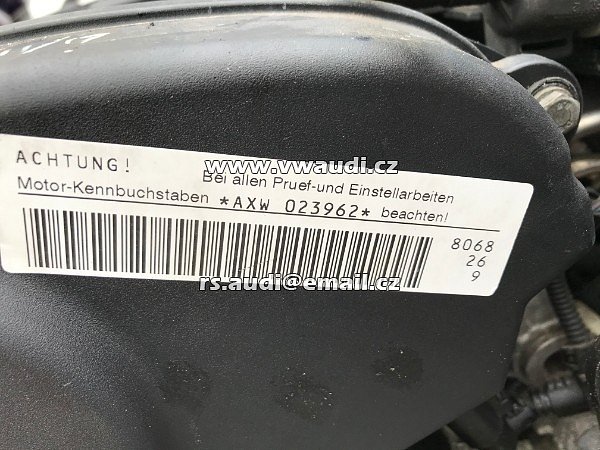 www.vwaudi.cz
ACHTUNG! Bei allen Pruef-und Einstellarbeiten
Motor-Kennbuchstaben *AXW 023962* beachten!
8068
26
9
rs.audi@email.cz